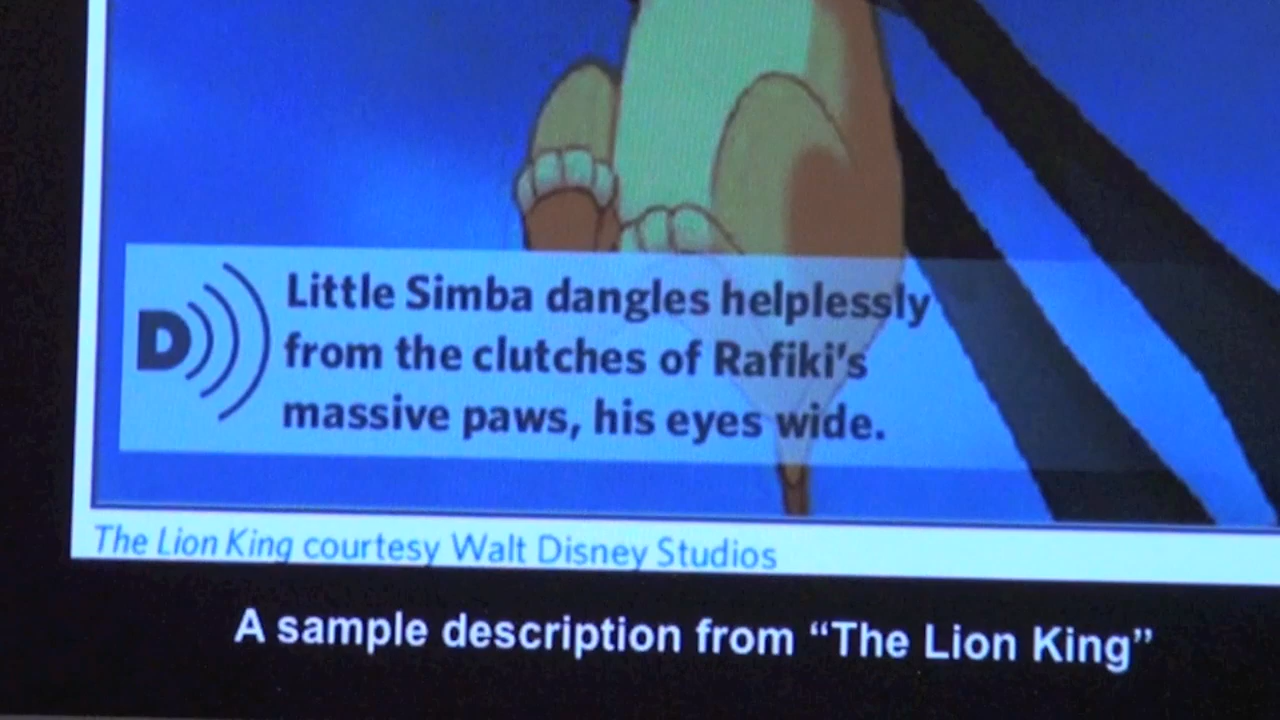 D
Little Simba dangles helplessly
from the clutches of Rafiki's
massive paws, his eyes wide.
The Lion King courtesy Walt Disney Studios
A sample description from “The Lion King”